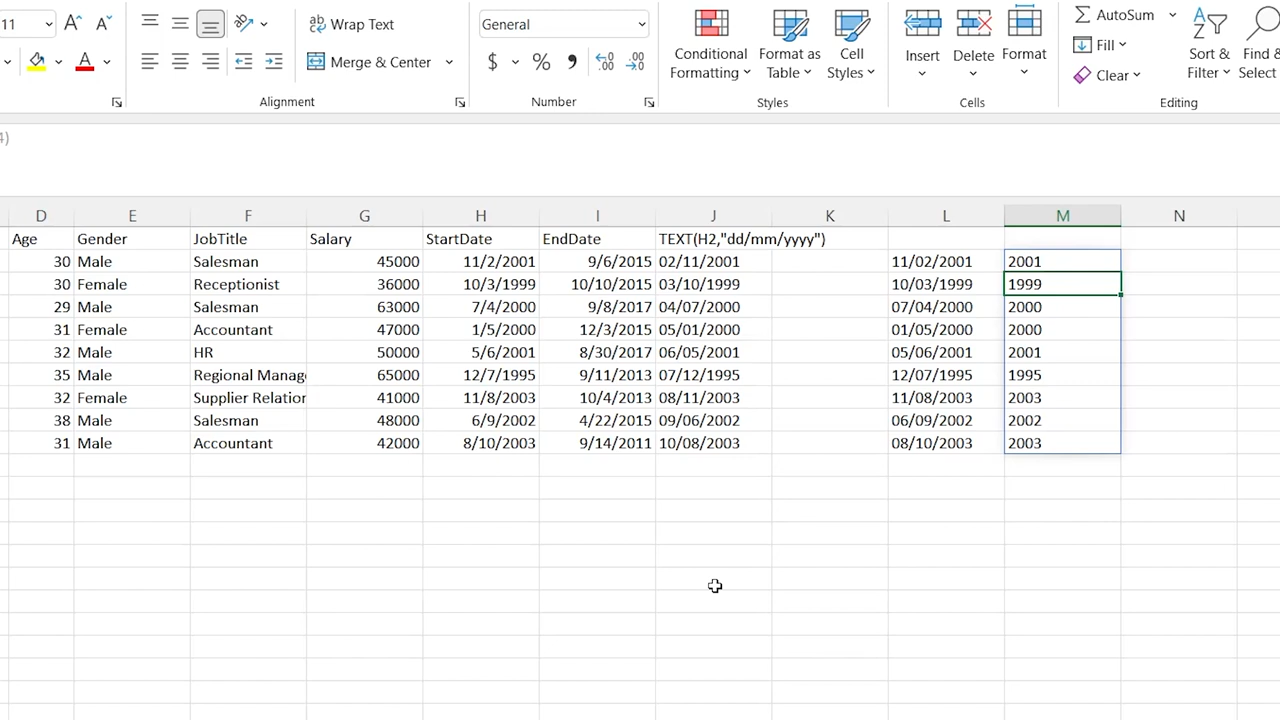 11 Wrap Text General AutoSum
Merge & Center $ % , Conditional Formatting Format as Table Cell Styles Insert Delete Format Fill Sort & Filter Find & Select
Clear
Alignment Number Styles Cells Editing
4)
D E F G H I J K L M N
Age Gender JobTitle Salary StartDate EndDate TEXT(H2,"dd/mm/yyyy")
30 Male Salesman 45000 11/2/2001 9/6/2015 02/11/2001 11/02/2001 2001
30 Female Receptionist 36000 10/3/1999 10/10/2015 03/10/1999 10/03/1999 1999
29 Male Salesman 63000 7/4/2000 9/8/2017 04/07/2000 07/04/2000 2000
31 Female Accountant 47000 1/5/2000 12/3/2015 05/01/2000 01/05/2000 2000
32 Male HR 50000 5/6/2001 8/30/2017 06/05/2001 05/06/2001 2001
35 Male Regional Manag 65000 12/7/1995 9/11/2013 07/12/1995 12/07/1995 1995
32 Female Supplier Relation 41000 11/8/2003 10/4/2013 08/11/2003 11/08/2003 2003
38 Male Salesman 48000 6/9/2002 4/22/2015 09/06/2002 06/09/2002 2002
31 Male Accountant 42000 8/10/2003 9/14/2011 10/08/2003 08/10/2003 2003